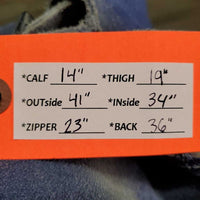 *CALF 14" *THIGH 19"
*OUTside 41" *INside 34"
*ZIPPER 23" *BACK 36"